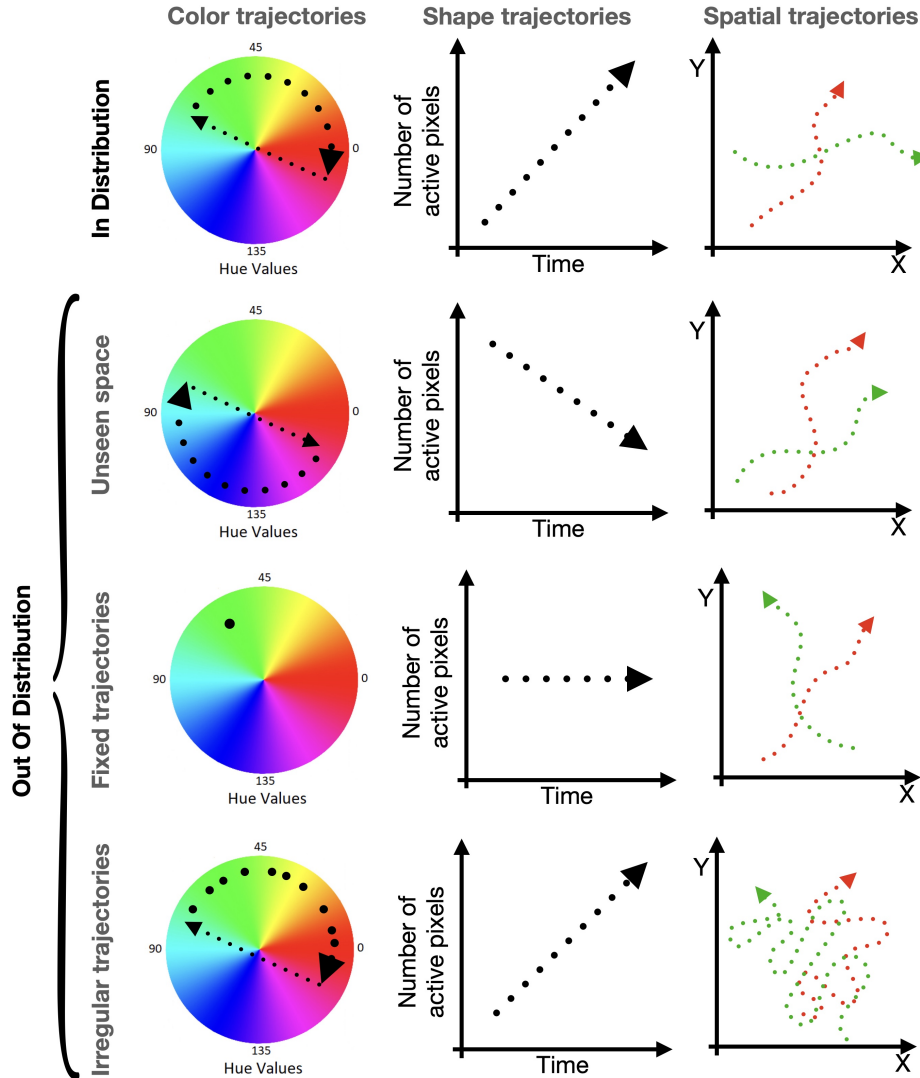 Color trajectories
Shape trajectories
Spatial trajectories
In Distribution
45
90
0
135
Hue Values
Number of
active pixels
Time
Y
X
Out Of Distribution
Unseen space
45
90
0
135
Hue Values
Number of
active pixels
Time
Y
X
Fixed trajectories
45
90
0
135
Hue Values
Number of
active pixels
Time
Y
X
Irregular trajectories
45
90
0
135
Hue Values
Number of
active pixels
Time
Y
X